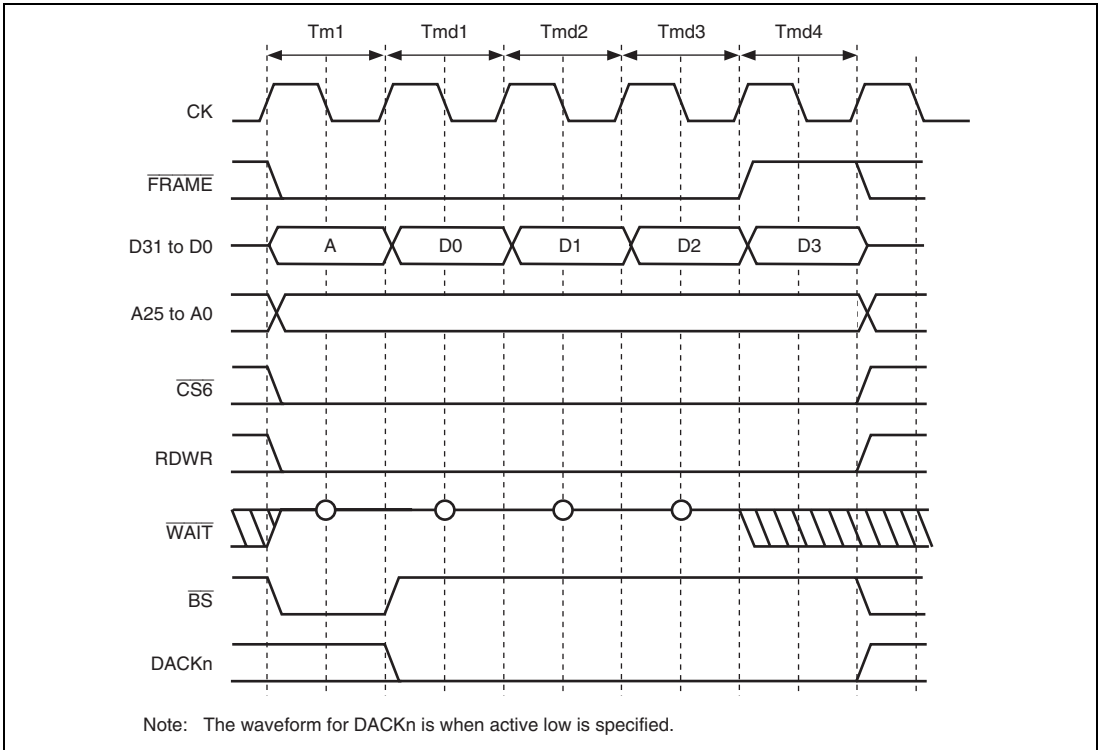 Tm1 Tmd1 Tmd2 Tmd3 Tmd4
CK
FRAME
D31 to D0 A D0 D1 D2 D3
A25 to A0
CS6
RDWR
WAIT
BS
DACKn
Note: The waveform for DACKn is when active low is specified.